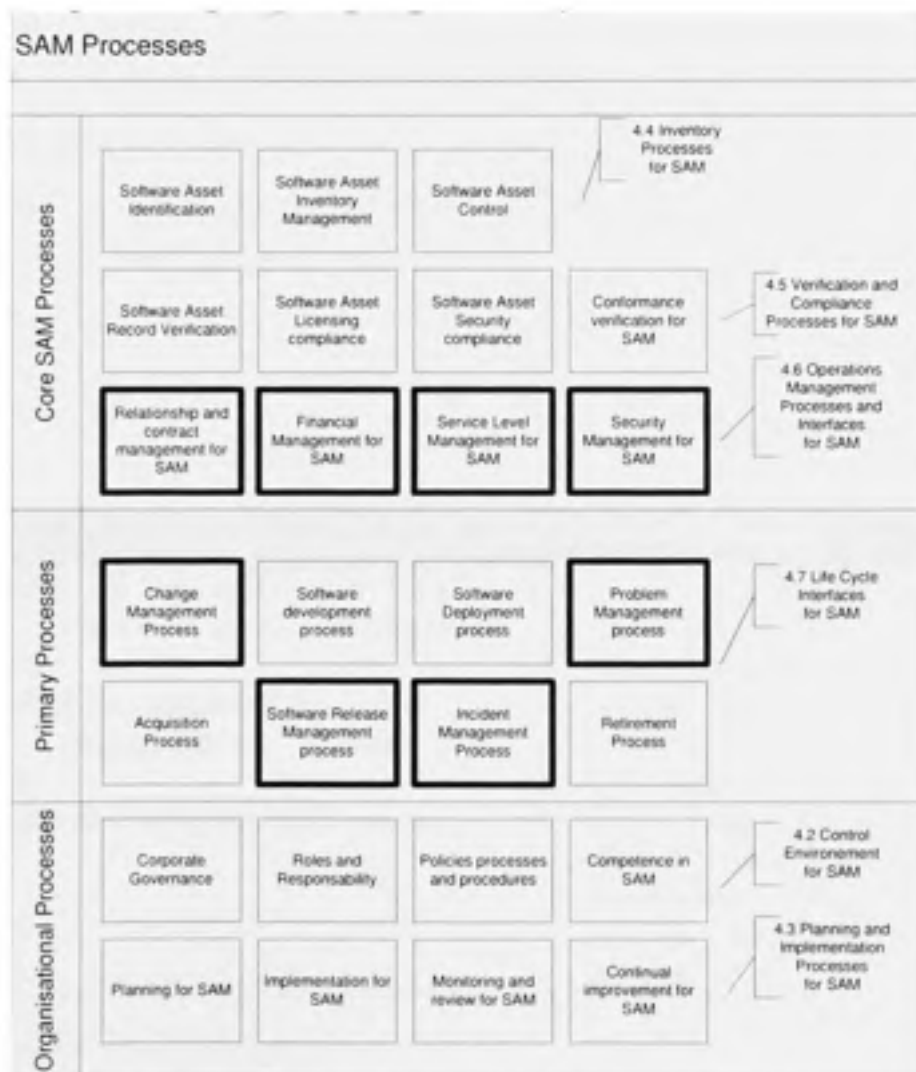 SAM Processes
Core SAM Processes
Software Asset
Identification
Software Asset
Inventory
Management
Software Asset
Control
4.4 Inventory
Processes
for SAM
Software Asset
Record Verification
Software Asset
Licensing
compliance
Software Asset
Security
compliance
Conformance
verification for
SAM
4.5 Verification and
Compliance
Processes for SAM
Relationship and
contract
management for
SAM
Financial
Management for
SAM
Service Level
Management for
SAM
Security
Management for
SAM
4.6 Operations
Management
Processes and
Interfaces
for SAM
Primary Processes
Change
Management
Process
Software
development
process
Software
Deployment
process
Problem
Management
process
4.7 Life Cycle
Interfaces
for SAM
Acquisition
Process
Software Release
Management
process
Incident
Management
Process
Retirement
Process
Organisational Processes
Corporate
Governance
Roles and
Responsability
Policies processes
and procedures
Competence in
SAM
4.2 Control
Environement
for SAM
Planning for SAM
Implementation for
SAM
Monitoring and
review for SAM
Continual
improvement for
SAM
4.3 Planning and
Implementation
Processes
for SAM